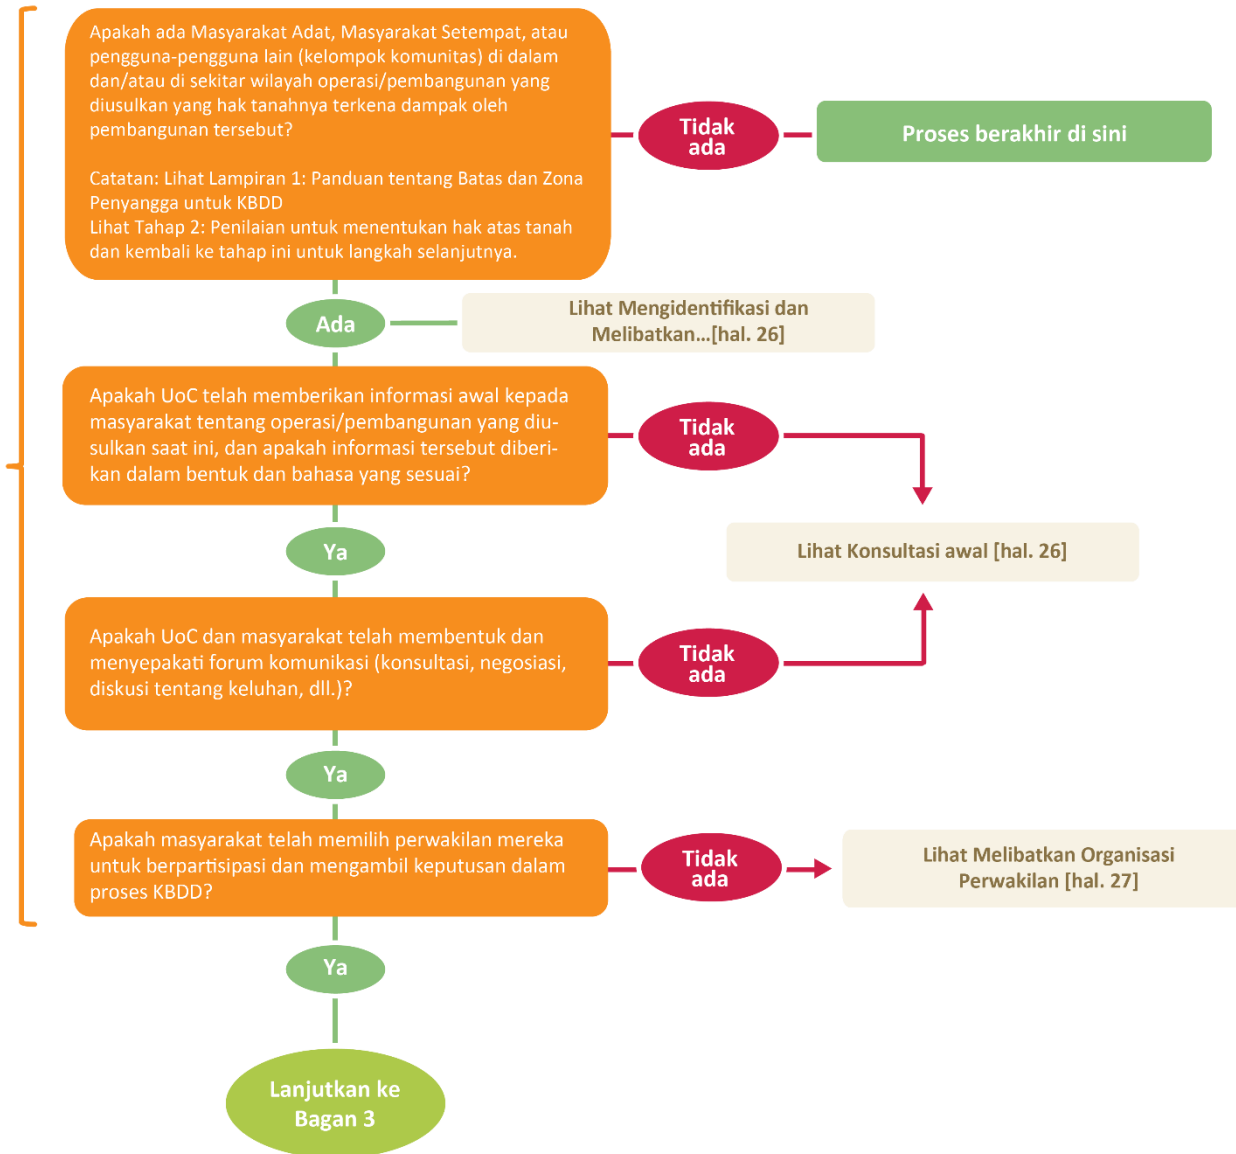 Apakah ada Masyarakat Adat, Masyarakat Setempat, atau
pengguna-pengguna lain (kelompok komunitas) di dalam
dan/atau di sekitar wilayah operasi/pembangunan yang
diusulkan yang hak tanahnya terkena dampak oleh
pembangunan tersebut?
Catatan: Lihat Lampiran 1: Panduan tentang Batas dan Zona
Penyangga untuk KBDD
Lihat Tahap 2: Penilaian untuk menentukan hak atas tanah
dan kembali ke tahap ini untuk langkah selanjutnya.
Tidak
ada
Proses berakhir di sini
Ada
Lihat Mengidentifikasi dan
Melibatkan...[hal. 26]
Apakah UoC telah memberikan informasi awal kepada
masyarakat tentang operasi/pembangunan yang diu-
sulkan saat ini, dan apakah informasi tersebut diberi-
kan dalam bentuk dan bahasa yang sesuai?
Tidak
ada
Lihat Konsultasi awal [hal. 26]
Ya
Apakah UoC dan masyarakat telah membentuk dan
menyepakati forum komunikasi (konsultasi, negosiasi,
diskusi tentang keluhan, dll.)?
Tidak
ada
Ya
Apakah masyarakat telah memilih perwakilan mereka
untuk berpartisipasi dan mengambil keputusan dalam
proses KBDD?
Tidak
ada
Lihat Melibatkan Organisasi
Perwakilan [hal. 27]
Ya
Lanjutkan ke
Bagan 3